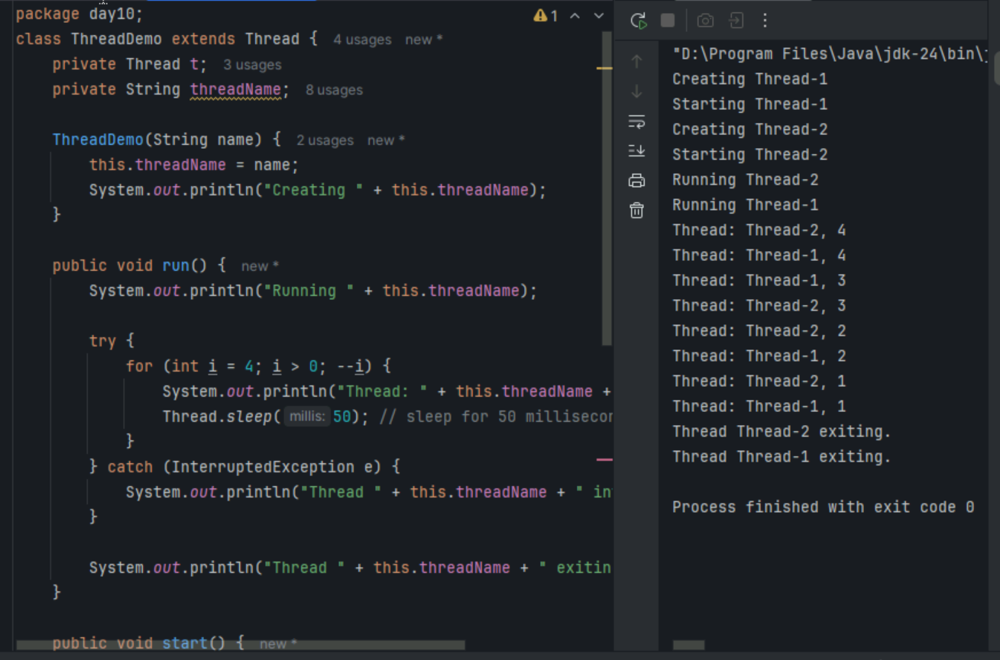 package day10;
class ThreadDemo extends Thread { 4 usages new *
private Thread t; 3 usages
private String threadName; 8 usages
ThreadDemo(String name) { 2 usages new *
this.threadName = name;
System.out.println("Creating " + this.threadName);
}
public void run() { new *
System.out.println("Running " + this.threadName);
try {
for (int i = 4; i > 0; --i) {
System.out.println("Thread: " + this.threadName +
Thread.sleep( millis: 50); // sleep for 50 millisecon
}
} catch (InterruptedException e) {
System.out.println("Thread " + this.threadName + " in
}
System.out.println("Thread " + this.threadName + " exitin
}
public void start() { new *
1
"D:\Program Files\Java\jdk-24\bin\
Creating Thread-1
Starting Thread-1
Creating Thread-2
Starting Thread-2
Running Thread-2
Running Thread-1
Thread: Thread-2, 4
Thread: Thread-1, 4
Thread: Thread-1, 3
Thread: Thread-2, 3
Thread: Thread-2, 2
Thread: Thread-1, 2
Thread: Thread-2, 1
Thread: Thread-1, 1
Thread Thread-2 exiting.
Thread Thread-1 exiting.
Process finished with exit code 0